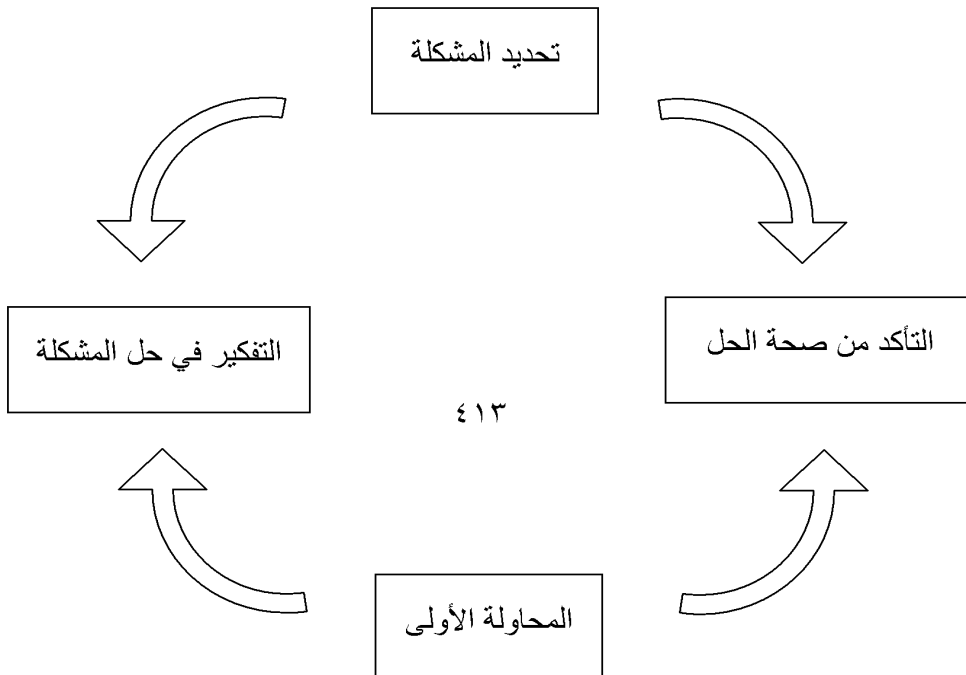 تحديد المشكلة
التأكد من صحة الحل
التفكير في حل المشكلة
٤١٣
المحاولة الأولى